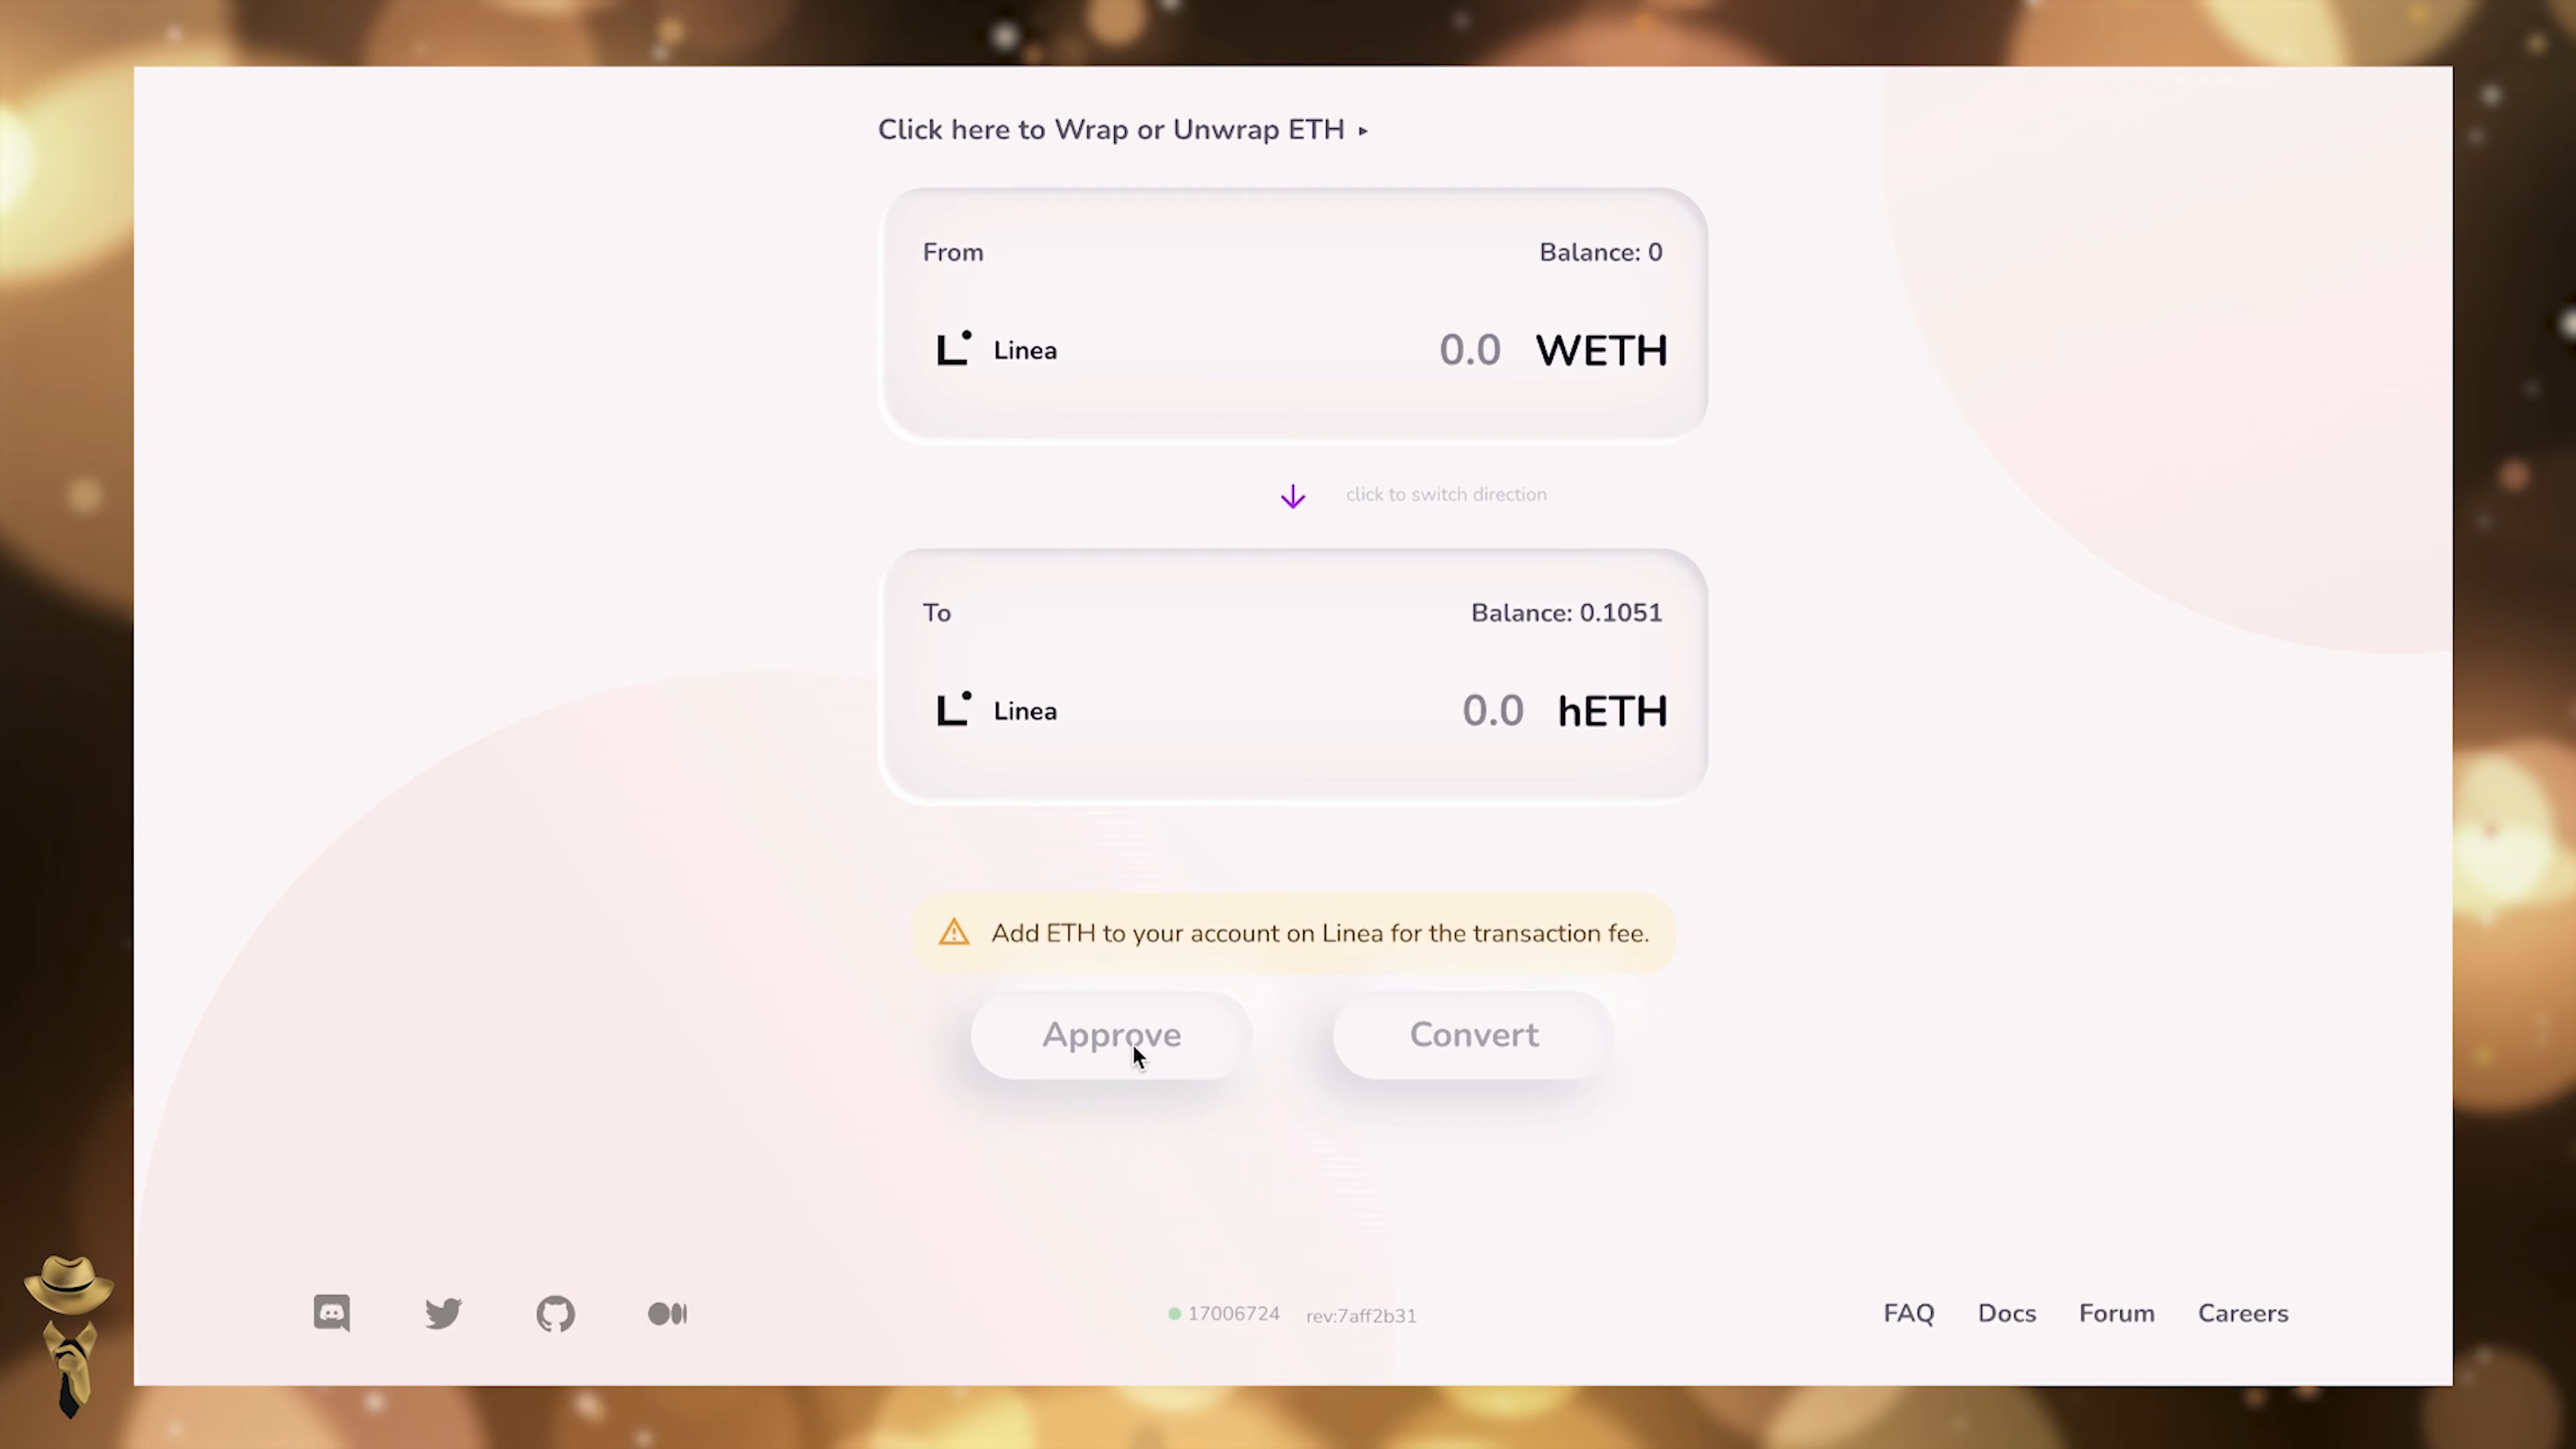 Click here to Wrap or Unwrap ETH ▸
From
Balance: 0
Linea
0.0 WETH
click to switch direction
To
Balance: 0.1051
Linea
0.0 hETH
Add ETH to your account on Linea for the transaction fee.
Approve
Convert
17006724
rev:7aff2b31
FAQ
Docs
Forum
Careers